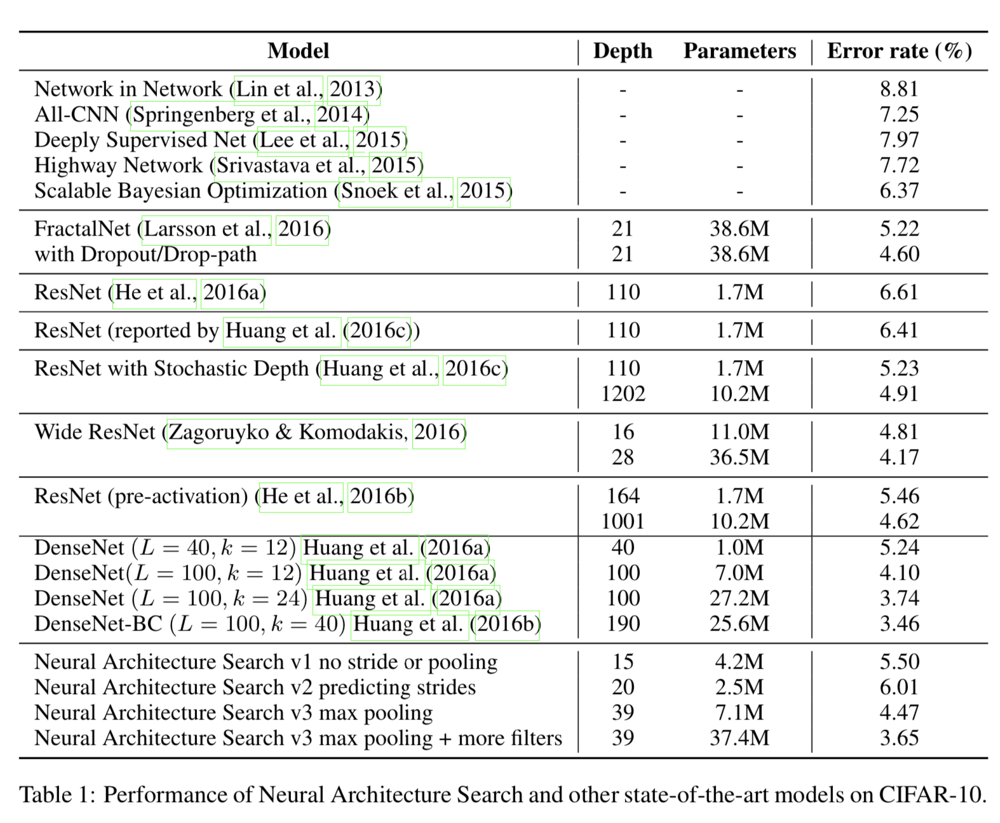 Model Depth Parameters Error rate (%)
Network in Network (Lin et al., 2013) - - 8.81
All-CNN (Springenberg et al., 2014) - - 7.25
Deeply Supervised Net (Lee et al., 2015) - - 7.97
Highway Network (Srivastava et al., 2015) - - 7.72
Scalable Bayesian Optimization (Snoek et al., 2015) - - 6.37
FractalNet (Larsson et al., 2016) 21 38.6M 5.22
with Dropout/Drop-path 21 38.6M 4.60
ResNet (He et al., 2016a) 110 1.7M 6.61
ResNet (reported by Huang et al. (2016c)) 110 1.7M 6.41
ResNet with Stochastic Depth (Huang et al., 2016c) 110 1.7M 5.23
1202 10.2M 4.91
Wide ResNet (Zagoruyko & Komodakis, 2016) 16 11.0M 4.81
28 36.5M 4.17
ResNet (pre-activation) (He et al., 2016b) 164 1.7M 5.46
1001 10.2M 4.62
DenseNet (L = 40, k = 12) Huang et al. (2016a) 40 1.0M 5.24
DenseNet(L = 100, k = 12) Huang et al. (2016a) 100 7.0M 4.10
DenseNet (L = 100, k = 24) Huang et al. (2016a) 100 27.2M 3.74
DenseNet-BC (L = 100, k = 40) Huang et al. (2016b) 190 25.6M 3.46
Neural Architecture Search v1 no stride or pooling 15 4.2M 5.50
Neural Architecture Search v2 predicting strides 20 2.5M 6.01
Neural Architecture Search v3 max pooling 39 7.1M 4.47
Neural Architecture Search v3 max pooling + more filters 39 37.4M 3.65
Table 1: Performance of Neural Architecture Search and other state-of-the-art models on CIFAR-10.